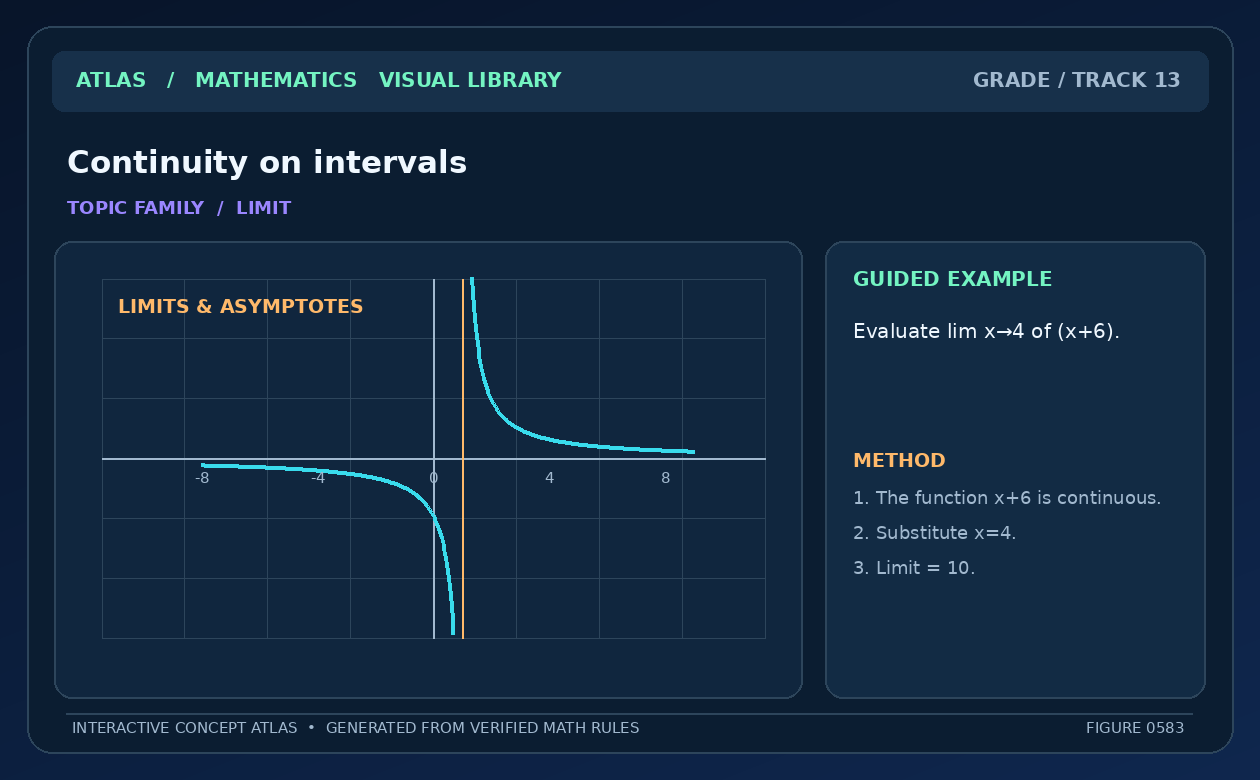 ATLAS / MATHEMATICS VISUAL LIBRARY
GRADE / TRACK 13
Continuity on intervals
TOPIC FAMILY / LIMIT
LIMITS & ASYMPTOTES
-8 -4 0 4 8
GUIDED EXAMPLE
Evaluate lim x→4 of (x+6).
METHOD
1. The function x+6 is continuous.
2. Substitute x=4.
3. Limit = 10.
INTERACTIVE CONCEPT ATLAS • GENERATED FROM VERIFIED MATH RULES
FIGURE 0583